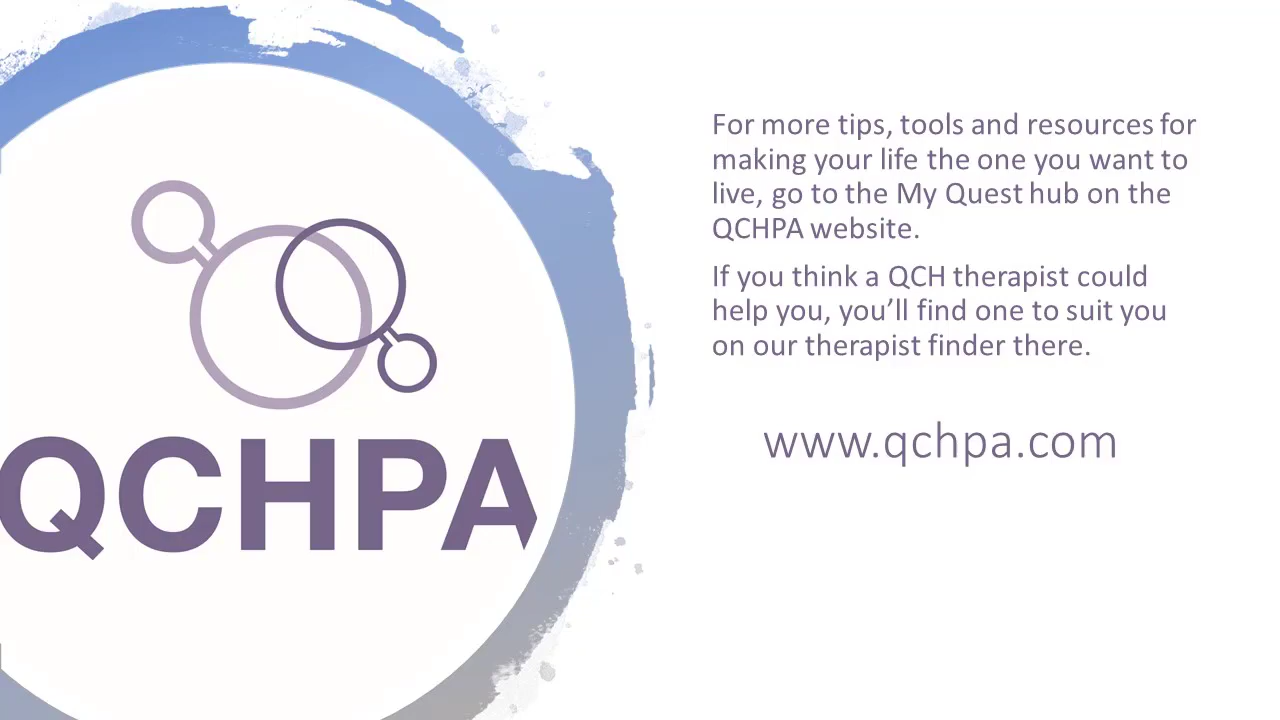 QCHPA
For more tips, tools and resources for
making your life the one you want to
live, go to the My Quest hub on the
QCHPA website.
If you think a QCH therapist could
help you, you’ll find one to suit you
on our therapist finder there.
www.qchpa.com